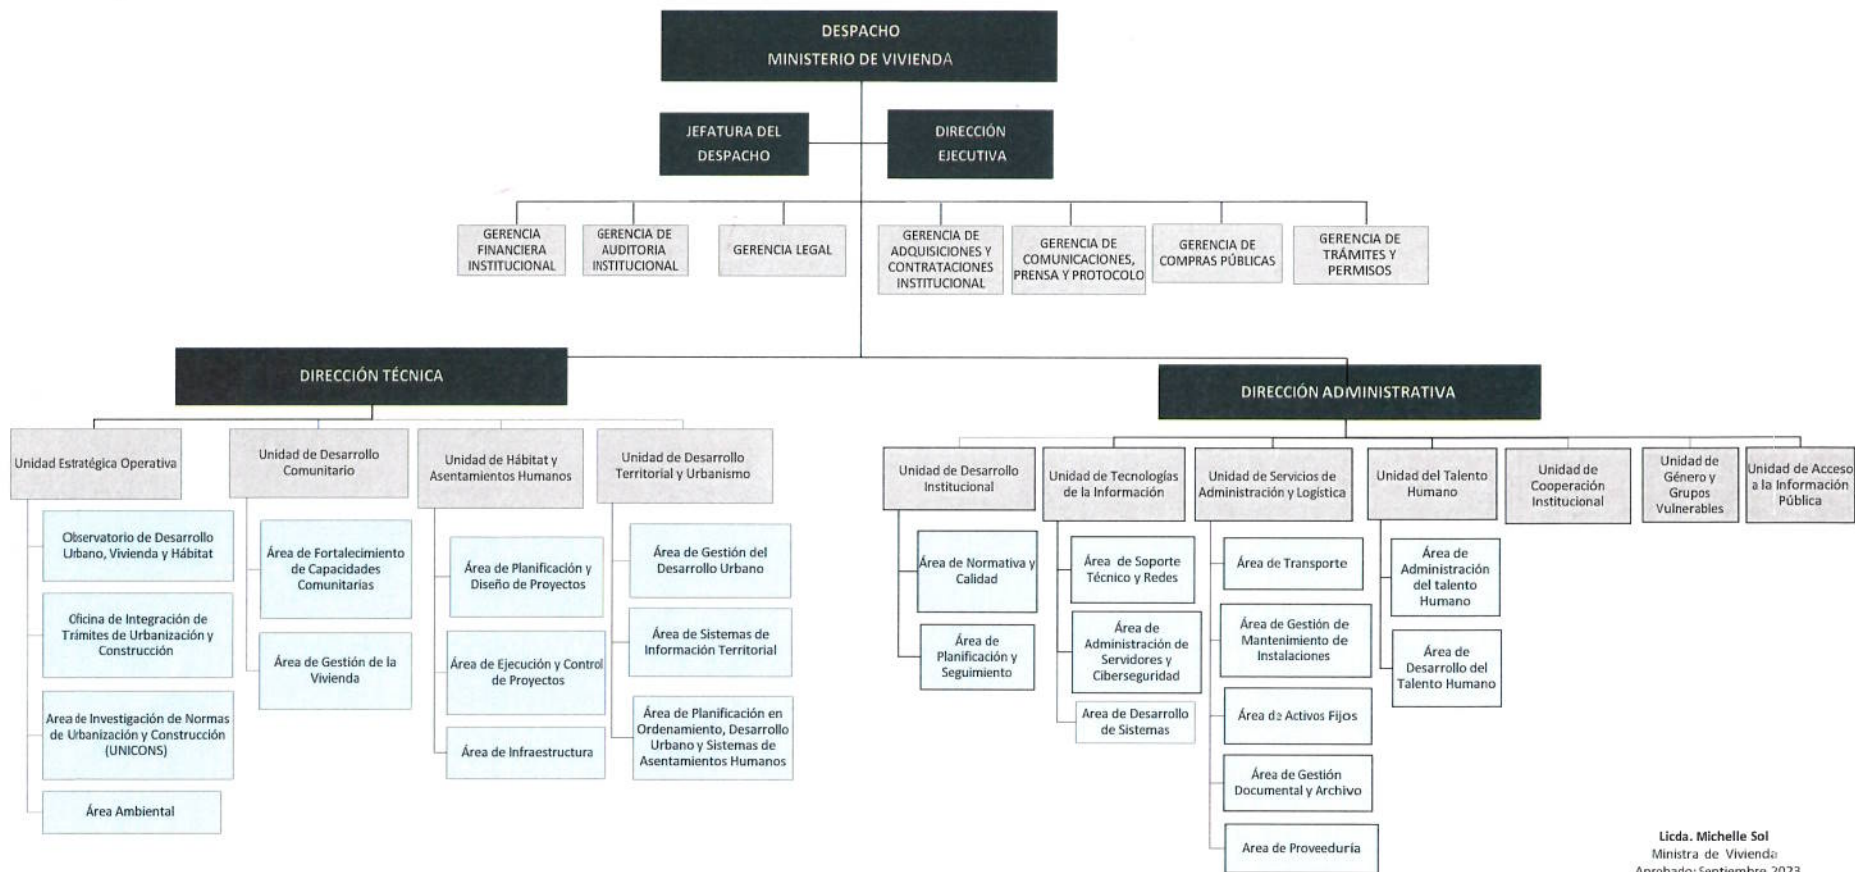 DESPACHO
MINISTERIO DE VIVIENDA
JEFATURA DEL
DESPACHO
DIRECCIÓN
EJECUTIVA
GERENCIA
FINANCIERA
INSTITUCIONAL
GERENCIA DE
AUDITORIA
INSTITUCIONAL
GERENCIA LEGAL
GERENCIA DE
ADQUISICIONES Y
CONTRATACIONES
INSTITUCIONAL
GERENCIA DE
COMUNICACIONES,
PRENSA Y PROTOCOLO
GERENCIA DE
COMPRAS PÚBLICAS
GERENCIA DE
TRÁMITES Y
PERMISOS
DIRECCIÓN TÉCNICA
Unidad Estratégica Operativa
Observatorio de Desarrollo
Urbano, Vivienda y Hábitat
Oficina de Integración de
Trámites de Urbanización y
Construcción
Area de Investigación de Normas
de Urbanización y Construcción
(UNICONS)
Área Ambiental
Unidad de Desarrollo
Comunitario
Área de Fortalecimiento
de Capacidades
Comunitarias
Área de Gestión de la
Vivienda
Unidad de Hábitat y
Asentamientos Humanos
Área de Planificación y
Diseño de Proyectos
Área de Ejecución y Control
de Proyectos
Área de Infraestructura
Unidad de Desarrollo
Territorial y Urbanismo
Área de Gestión del
Desarrollo Urbano
Área de Sistemas de
Información Territorial
Área de Planificación en
Ordenamiento, Desarrollo
Urbano y Sistemas de
Asentamientos Humanos
DIRECCIÓN ADMINISTRATIVA
Unidad de Desarrollo
Institucional
Área de Normativa y
Calidad
Área de
Planificación y
Seguimiento
Unidad de Tecnologías
de la Información
Área de Soporte
Técnico y Redes
Área de
Administración de
Servidores y
Ciberseguridad
Area de Desarrollo
de Sistemas
Unidad de Servicios de
Administración y Logística
Área de Transporte
Área de Gestión de
Mantenimiento de
Instalaciones
Área de Activos Fijos
Área de Gestión
Documental y Archivo
Area de Proveeduría
Unidad del Talento
Humano
Área de
Administración
del talento
Humano
Área de
Desarrollo del
Talento Humano
Unidad de
Cooperación
Institucional
Unidad de
Género y
Grupos
Vulnerables
Unidad de Acceso
a la Información
Pública
Licda. Michelle Sol
Ministra de Vivienda
Aprobado: Septiembre 2023